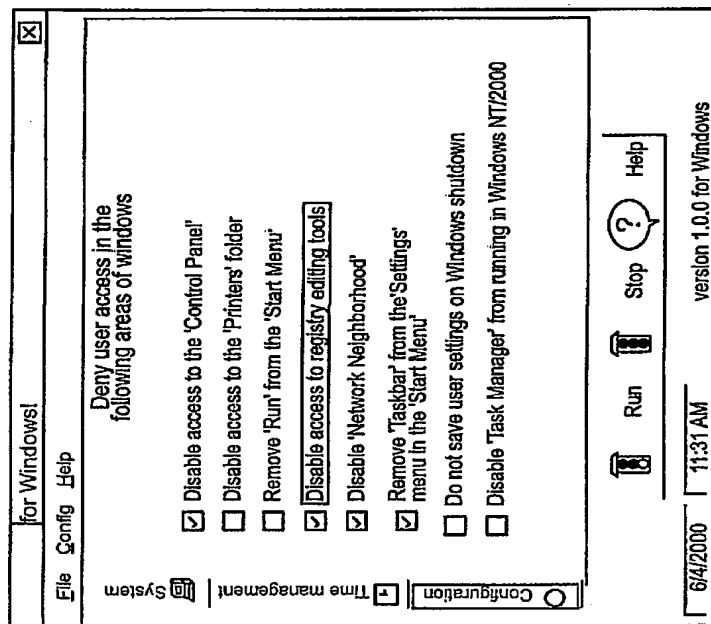 for Windows!
File Config Help
System
Time management
Configuration
Deny user access in the
following areas of windows
Disable access to the 'Control Panel'
Disable access to the 'Printers' folder
Remove 'Run' from the 'Start Menu'
Disable access to registry editing tools
Disable 'Network Neighborhood'
Remove 'Taskbar' from the 'Settings'
menu in the 'Start Menu'
Do not save user settings on Windows shutdown
Disable 'Task Manager' from running in Windows NT/2000
Run Stop ? Help
6/4/2000 11:31 AM version 1.0.0 for Windows